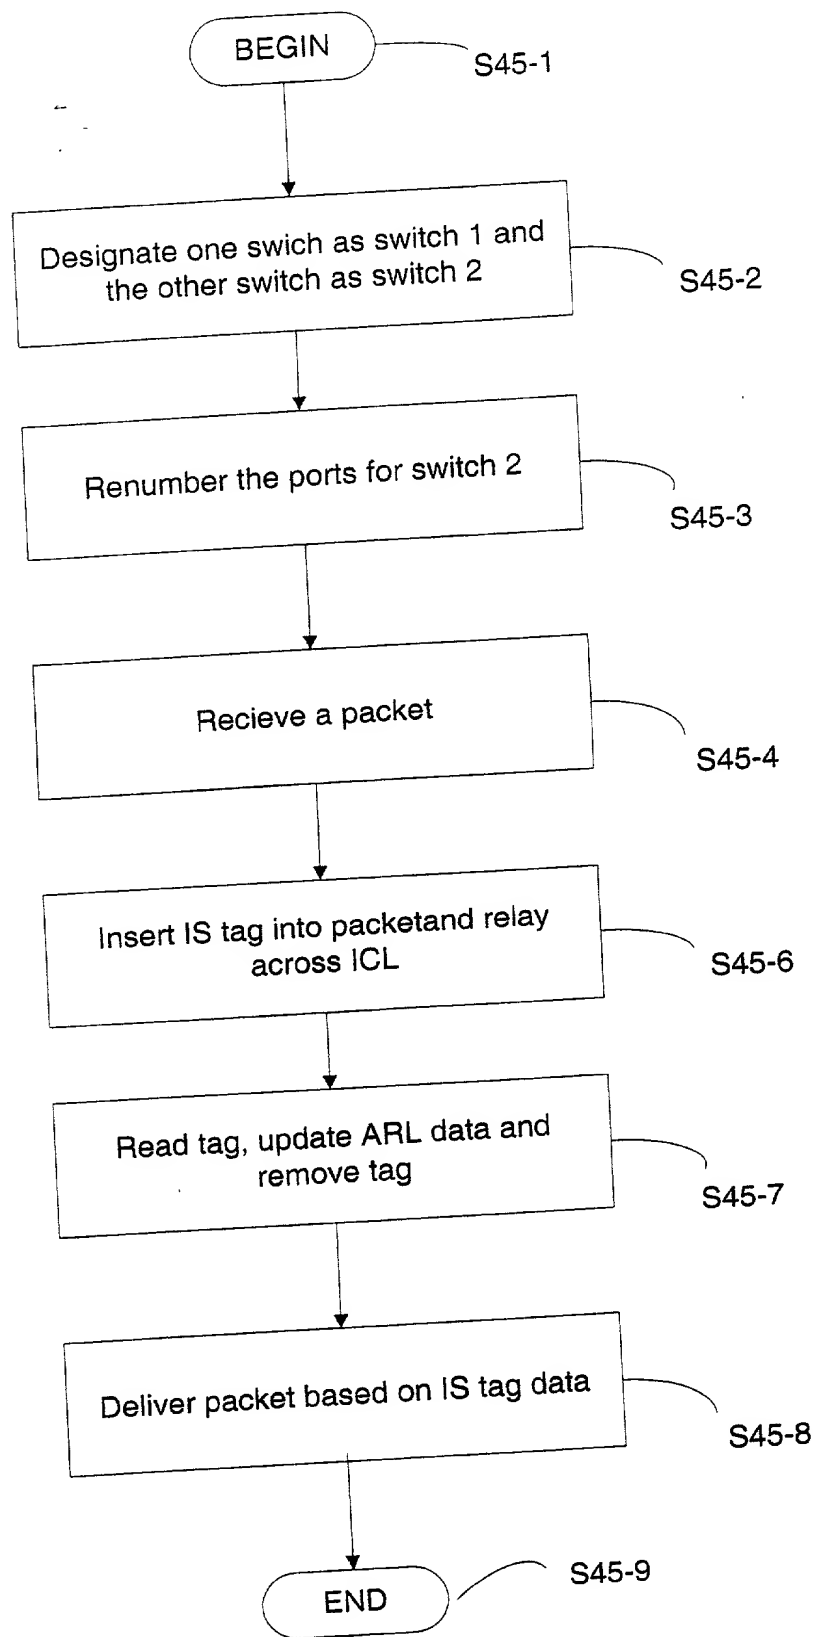 BEGIN
S45-1
Designate one swich as switch 1 and
the other switch as switch 2
S45-2
Renumber the ports for switch 2
S45-3
Recieve a packet
S45-4
Insert IS tag into packetand relay
across ICL
S45-6
Read tag, update ARL data and
remove tag
S45-7
Deliver packet based on IS tag data
S45-8
END
S45-9